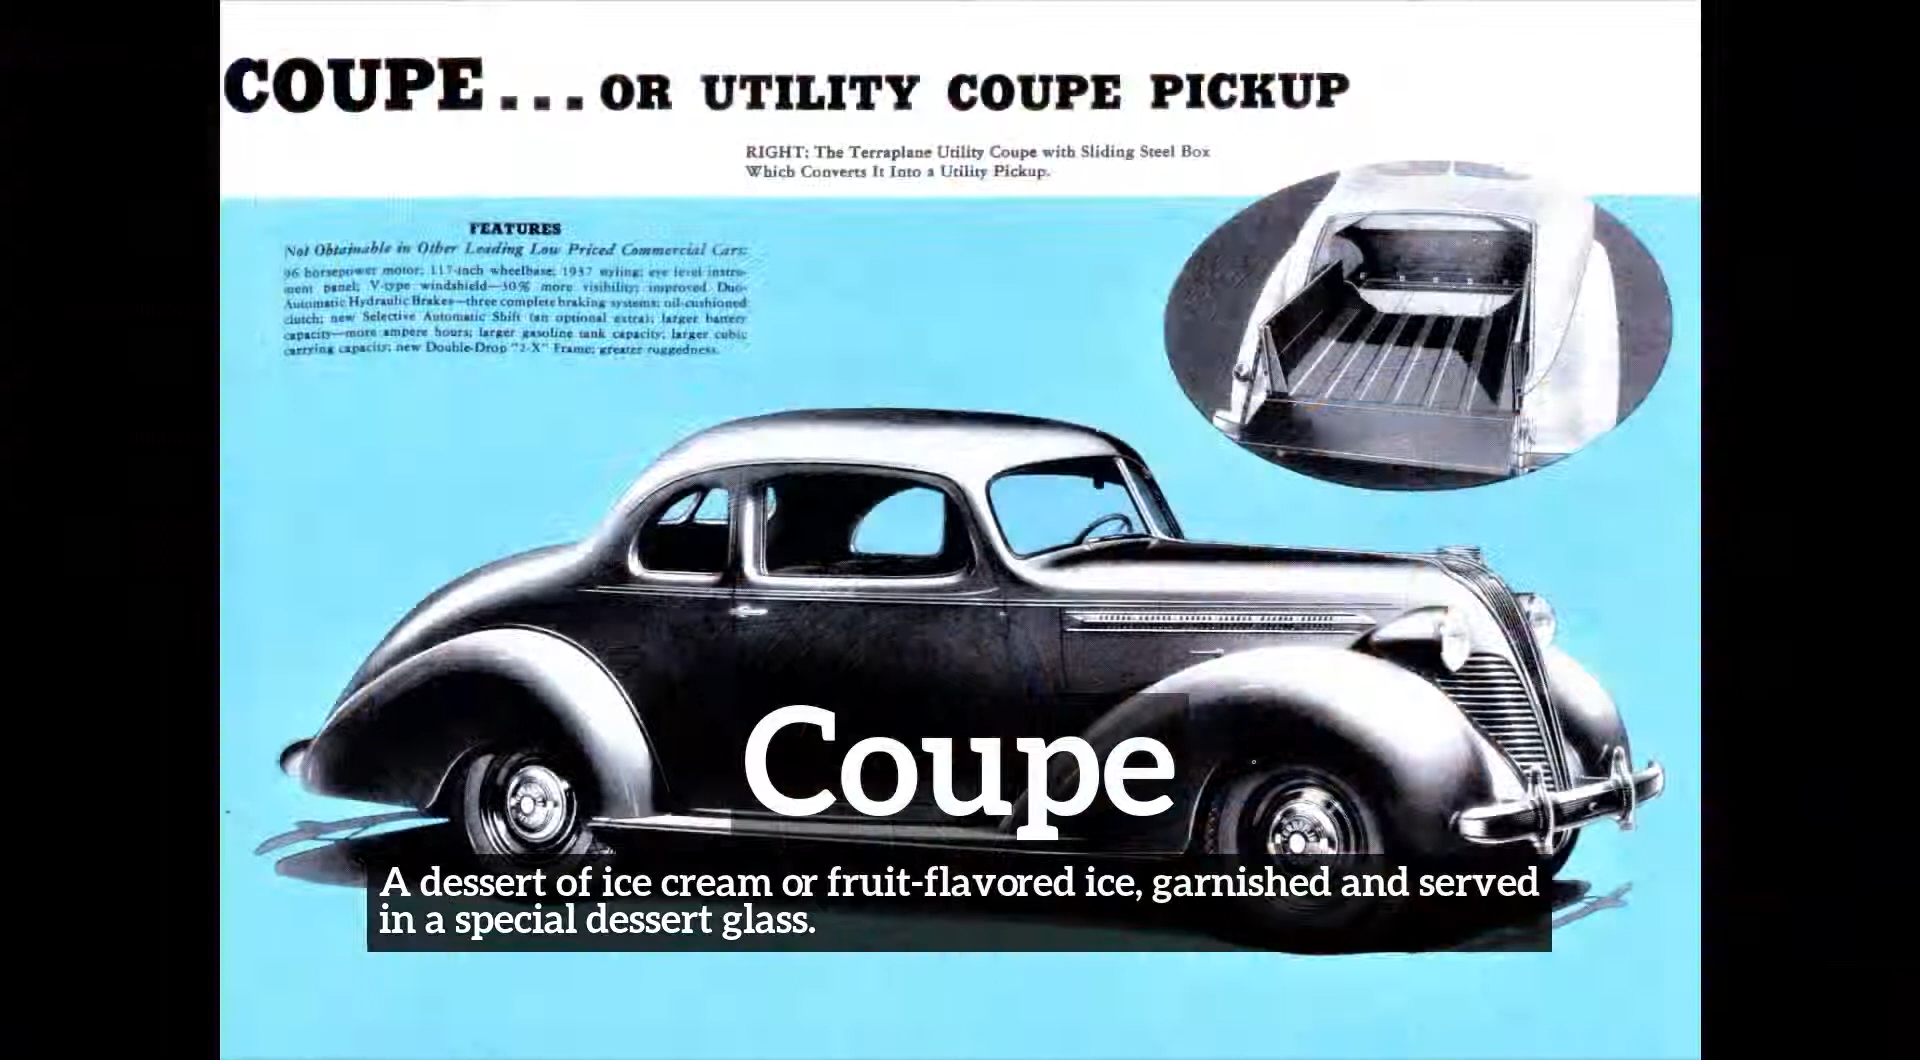 COUPE... OR UTILITY COUPE PICKUP
RIGHT: The Terraplane Utility Coupe with Sliding Steel Box
Which Converts It Into a Utility Pickup.
FEATURES
Not Obtainable in Other Leading Low Priced Commercial Cars:
96 horsepower motor; 117-inch wheelbase; 1937 styling; eye level instru-
ment panel; V-type windshield—30% more visibility; improved Duo-
Automatic Hydraulic Brakes—three complete braking systems; oil-cushioned
clutch; new Selective Automatic Shift (an optional extra); larger battery
capacity—more ampere hours; larger gasoline tank capacity; larger cubic
carrying capacity; new Double-Drop "2-X" Frame; greater ruggedness.
Coupe
A dessert of ice cream or fruit-flavored ice, garnished and served
in a special dessert glass.